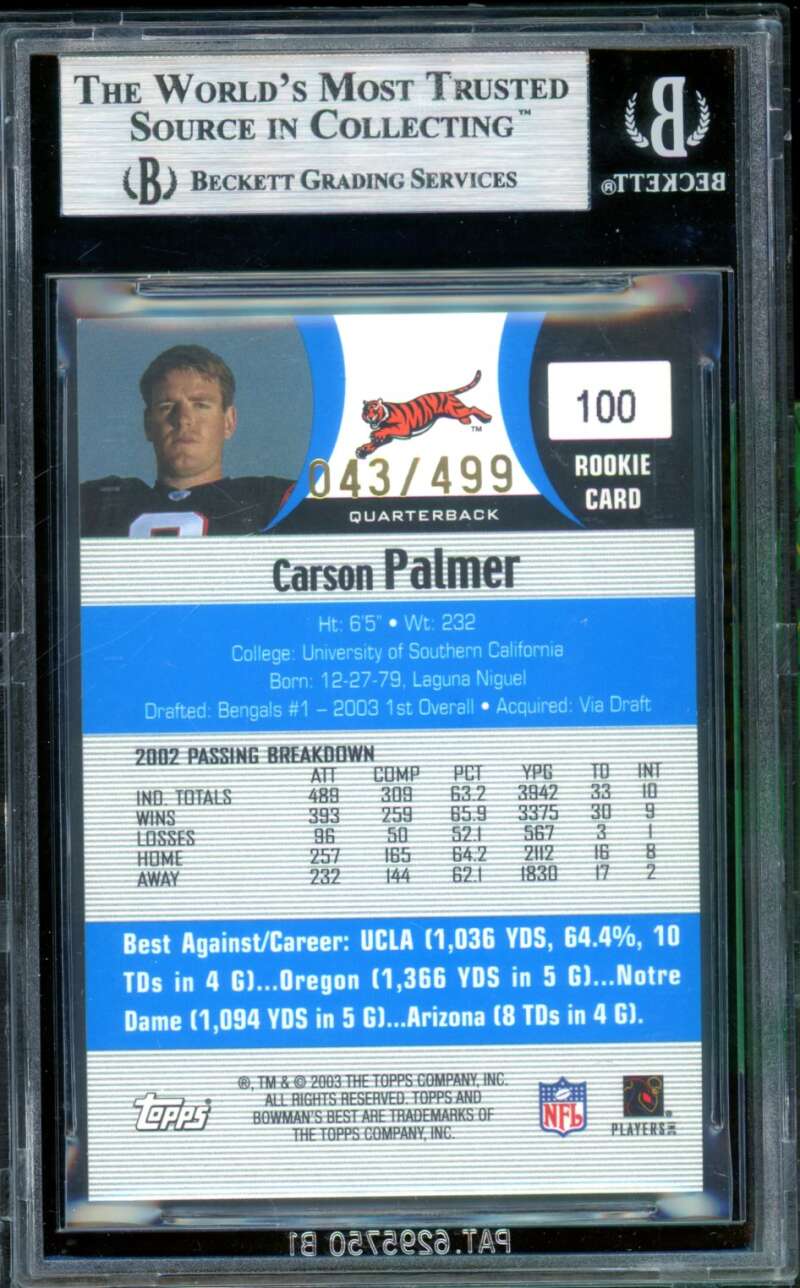 THE WORLD'S MOST TRUSTED
SOURCE IN COLLECTING™
B BECKETT GRADING SERVICES
B
BECKETT®
100
ROOKIE
CARD
TM
043/499
QUARTERBACK
Carson Palmer
Ht: 6'5" • Wt: 232
College: University of Southern California
Born: 12-27-79, Laguna Niguel
Drafted: Bengals #1 – 2003 1st Overall • Acquired: Via Draft
2002 PASSING BREAKDOWN
ATT COMP PCT YPG TD INT
IND. TOTALS 489 309 63.2 3942 33 10
WINS 393 259 65.9 3375 30 9
LOSSES 96 50 52.1 567 3 1
HOME 257 165 64.2 2112 16 8
AWAY 232 144 62.1 1830 17 2
Best Against/Career: UCLA (1,036 YDS, 64.4%, 10
TDs in 4 G)...Oregon (1,366 YDS in 5 G)...Notre
Dame (1,094 YDS in 5 G)...Arizona (8 TDs in 4 G).
®, TM & © 2003 THE TOPPS COMPANY, INC.
ALL RIGHTS RESERVED. TOPPS AND
BOWMAN'S BEST ARE TRADEMARKS OF
THE TOPPS COMPANY, INC.
topps®
NFL
PLAYERS INC
PAT.6295750 B1